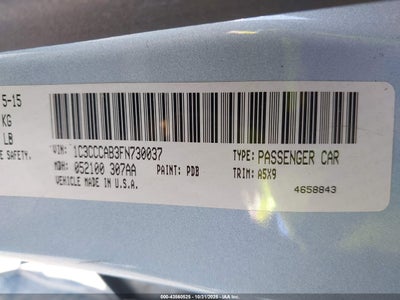 5-15
KG
LB
E SAFETY.
VIN: 1C3CCCAB3FN730037
TYPE: PASSENGER CAR
MDH: 052100 307AA
PAINT: PDB
TRIM: A5X9
VEHICLE MADE IN U.S.A.
4658843
000-43560525 - 10/31/2025 - IAA Inc.